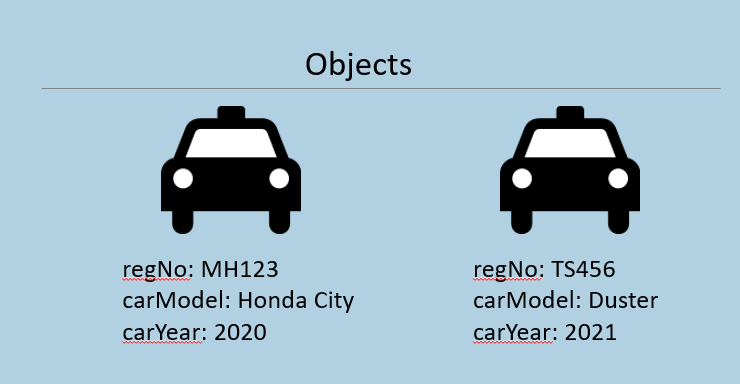 Objects
regNo: MH123
carModel: Honda City
carYear: 2020
regNo: TS456
carModel: Duster
carYear: 2021